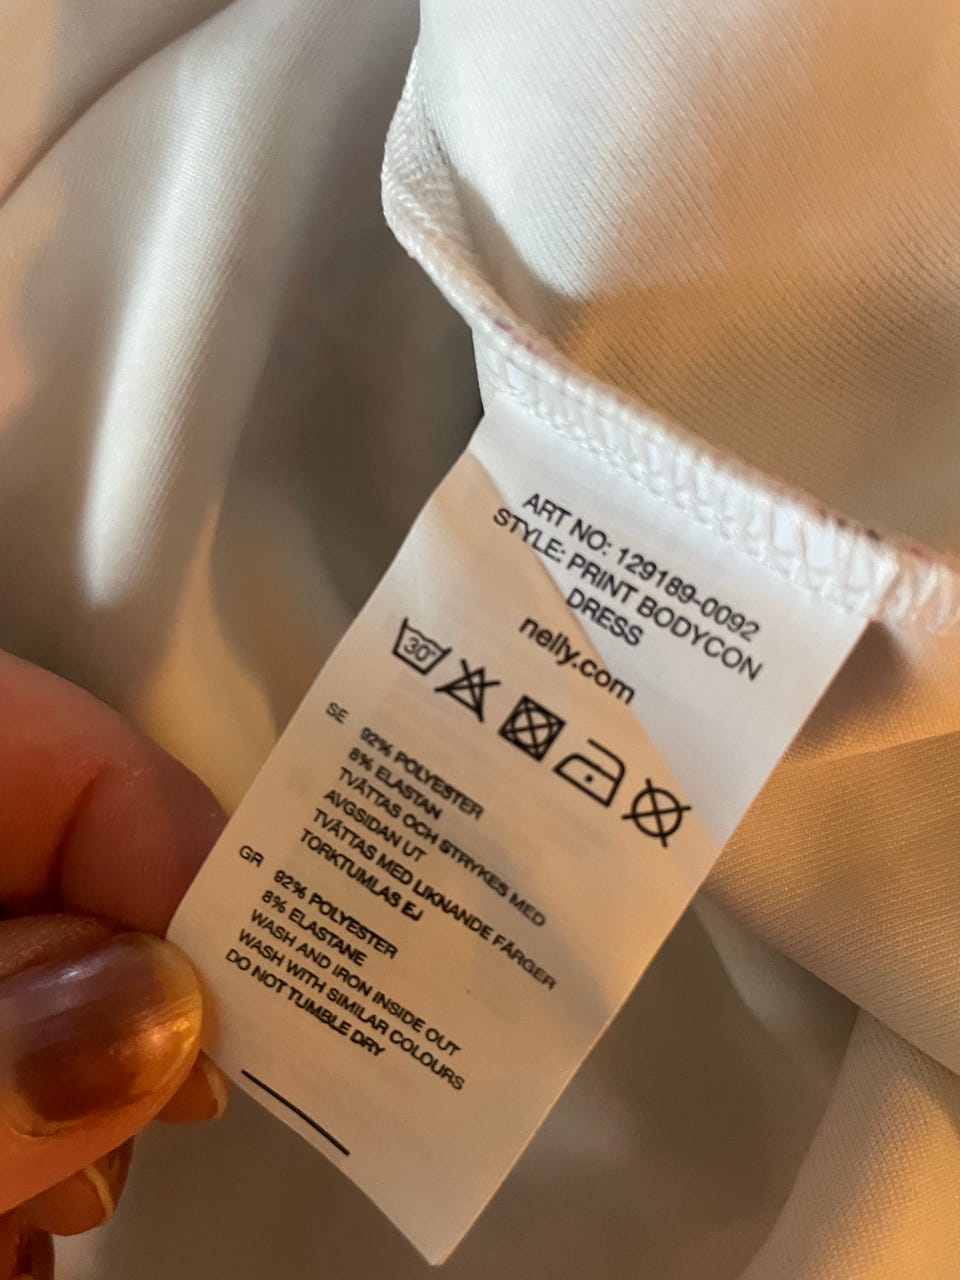 ART NO: 129189-0092
STYLE: PRINT BODYCON
DRESS
nelly.com
30°
SE
92% POLYESTER
8% ELASTAN
TVÄTTAS OCH STRYKES MED
AVGSIDAN UT
TVÄTTAS MED LIKNANDE FÄRGER
TORKTUMLAS EJ
GR
92% POLYESTER
8% ELASTANE
WASH AND IRON INSIDE OUT
WASH WITH SIMILAR COLOURS
DO NOT TUMBLE DRY